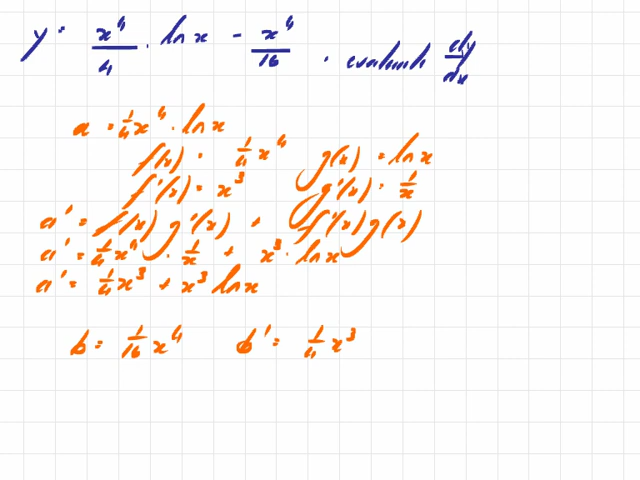 y = x⁴/4 · ln x - x⁴/16 . evaluate dy/dx
a = 1/4 x⁴ · ln x
f(x) = 1/4 x⁴ g(x) = ln x
f'(x) = x³ g'(x) = 1/x
a' = f(x) g'(x) + f'(x) g(x)
a' = 1/4 x⁴ · 1/x + x³ · ln x
a' = 1/4 x³ + x³ ln x
b = 1/16 x⁴ b' = 1/4 x³